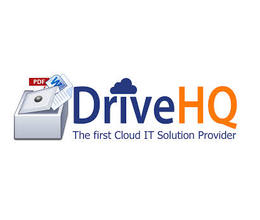 PDF
W
DriveHQ
The first Cloud IT Solution Provider